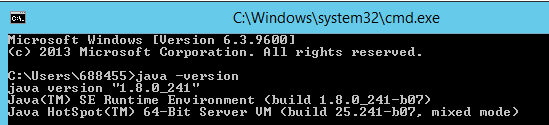 C:\Windows\system32\cmd.exe
Microsoft Windows [Version 6.3.9600]
(c) 2013 Microsoft Corporation. All rights reserved.
C:\Users\688455>java -version
java version "1.8.0_241"
Java(TM) SE Runtime Environment (build 1.8.0_241-b07)
Java HotSpot(TM) 64-Bit Server VM (build 25.241-b07, mixed mode)